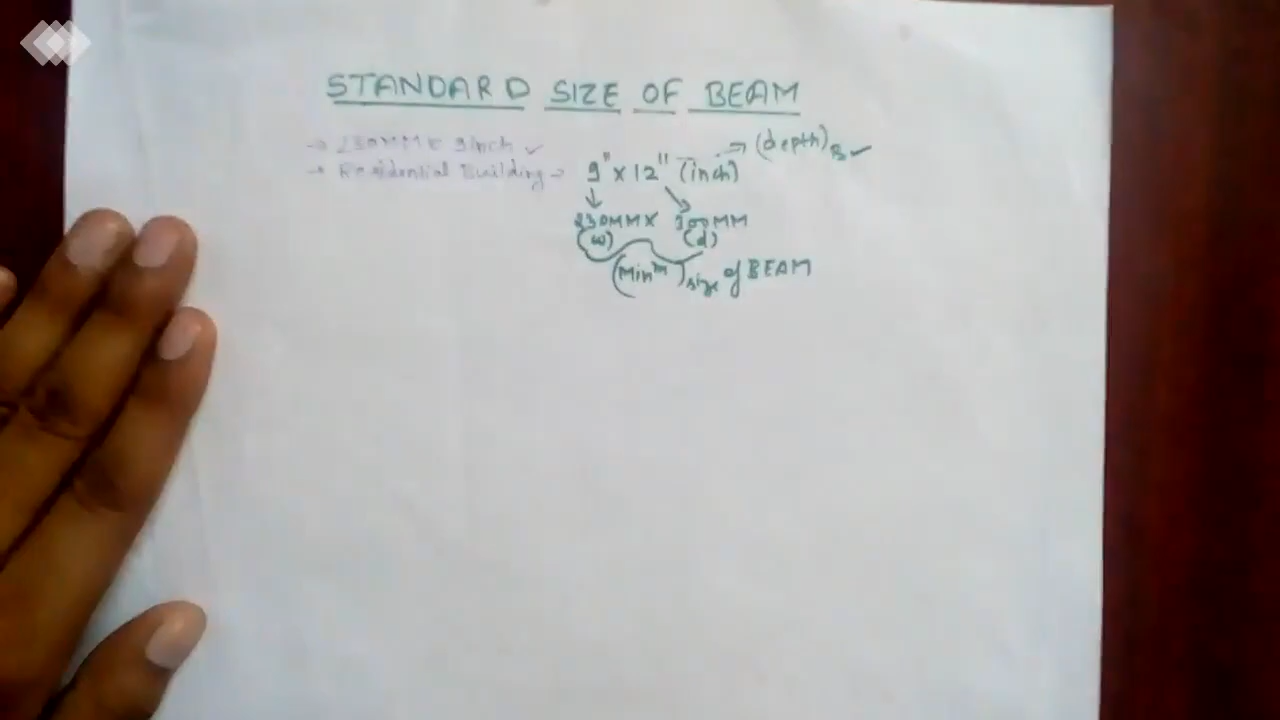 STANDARD SIZE OF BEAM
→ 230MM & 9inch ✓
→ (depth)B ✓
→ Residential Building → 9" x 12" (inch)
230MM x 300MM
(w) (d)
(Minᵐ)size of BEAM